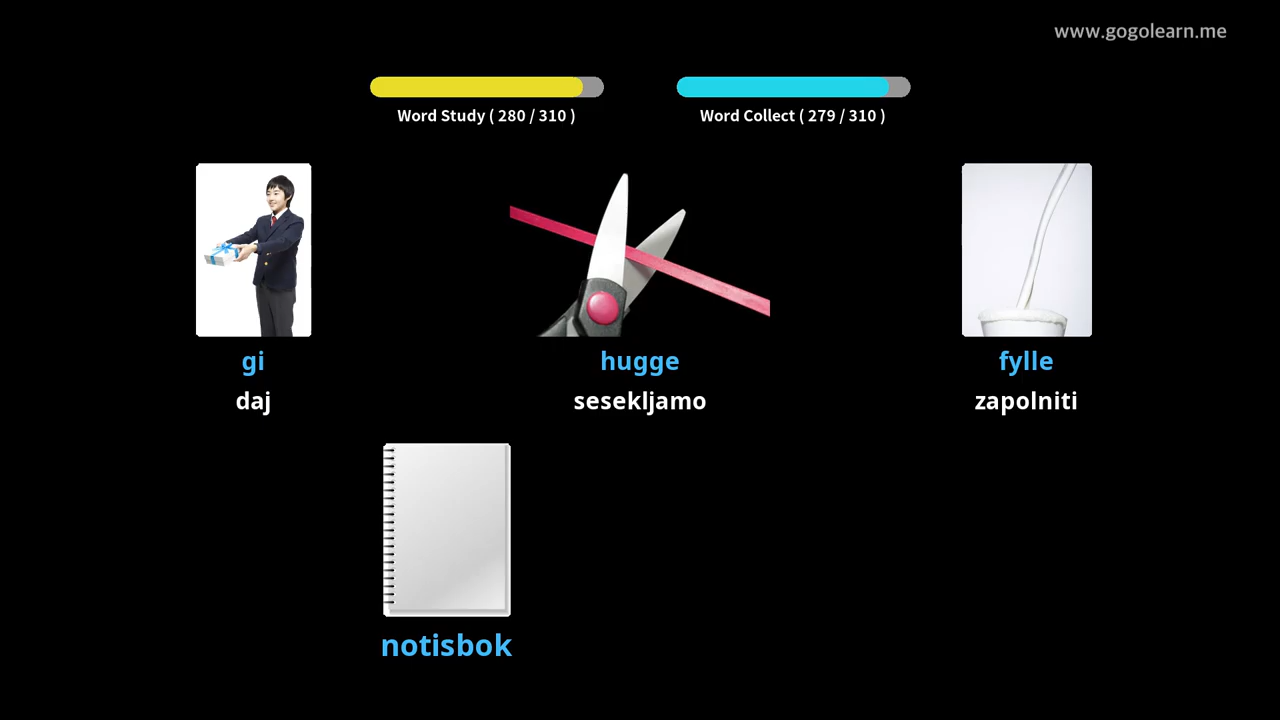 www.gogolearn.me
Word Study ( 280 / 310 )
Word Collect ( 279 / 310 )
gi
hugge
fylle
daj
sesekljamo
zapolniti
notisbok